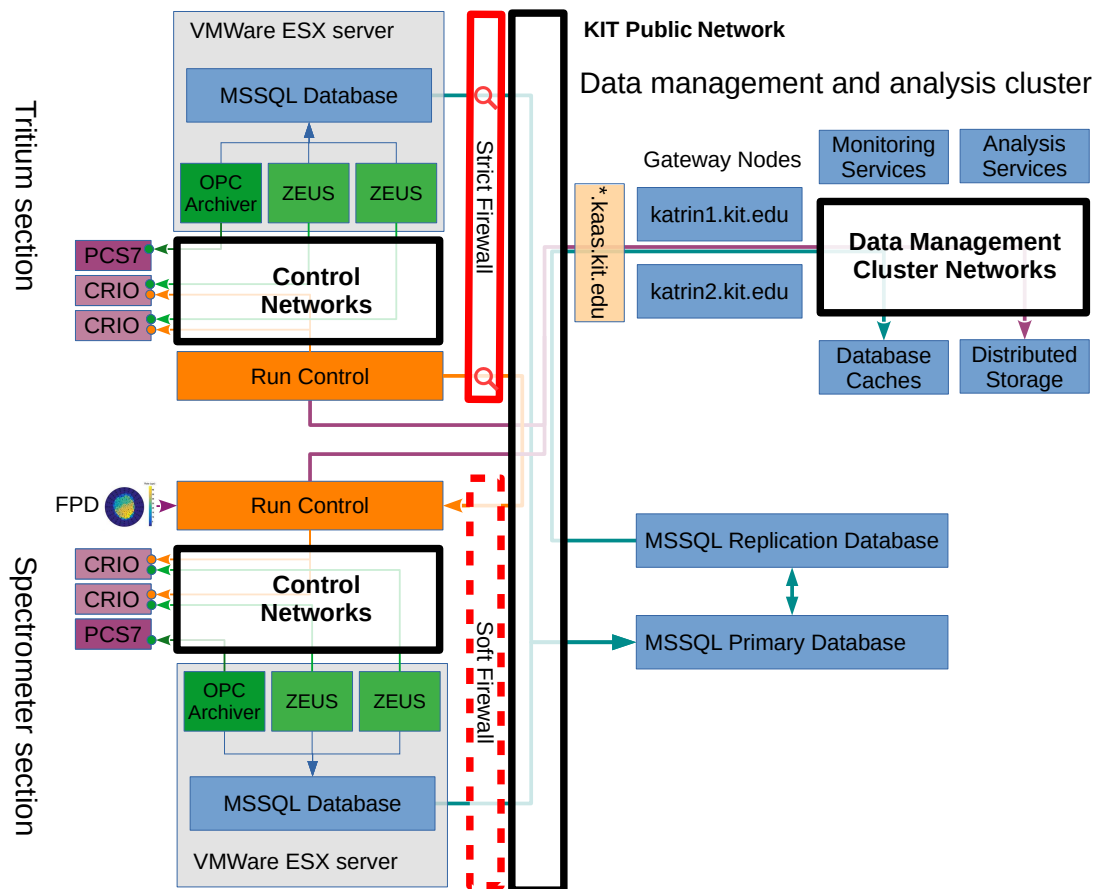 VMWare ESX server
MSSQL Database
OPC
Archiver
ZEUS
ZEUS
Tritium section
PCS7
CRIO
CRIO
Control
Networks
Run Control
Strict Firewall
KIT Public Network
Data management and analysis cluster
Gateway Nodes
Monitoring
Services
Analysis
Services
*.kaas.kit.edu
katrin1.kit.edu
katrin2.kit.edu
Data Management
Cluster Networks
Database
Caches
Distributed
Storage
FPD
Run Control
Spectrometer section
CRIO
CRIO
PCS7
Control
Networks
OPC
Archiver
ZEUS
ZEUS
MSSQL Database
VMWare ESX server
Soft Firewall
MSSQL Replication Database
MSSQL Primary Database